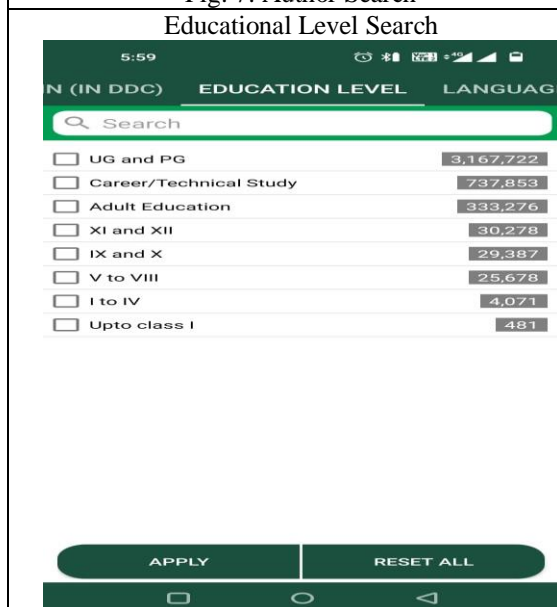 Fig. 7. Author Search
Educational Level Search
5:59
N (IN DDC) EDUCATION LEVEL LANGUAG
Search
UG and PG 3,167,722
Career/Technical Study 737,853
Adult Education 333,276
XI and XII 30,278
IX and X 29,387
V to VIII 25,678
I to IV 4,071
Upto class I 481
APPLY RESET ALL